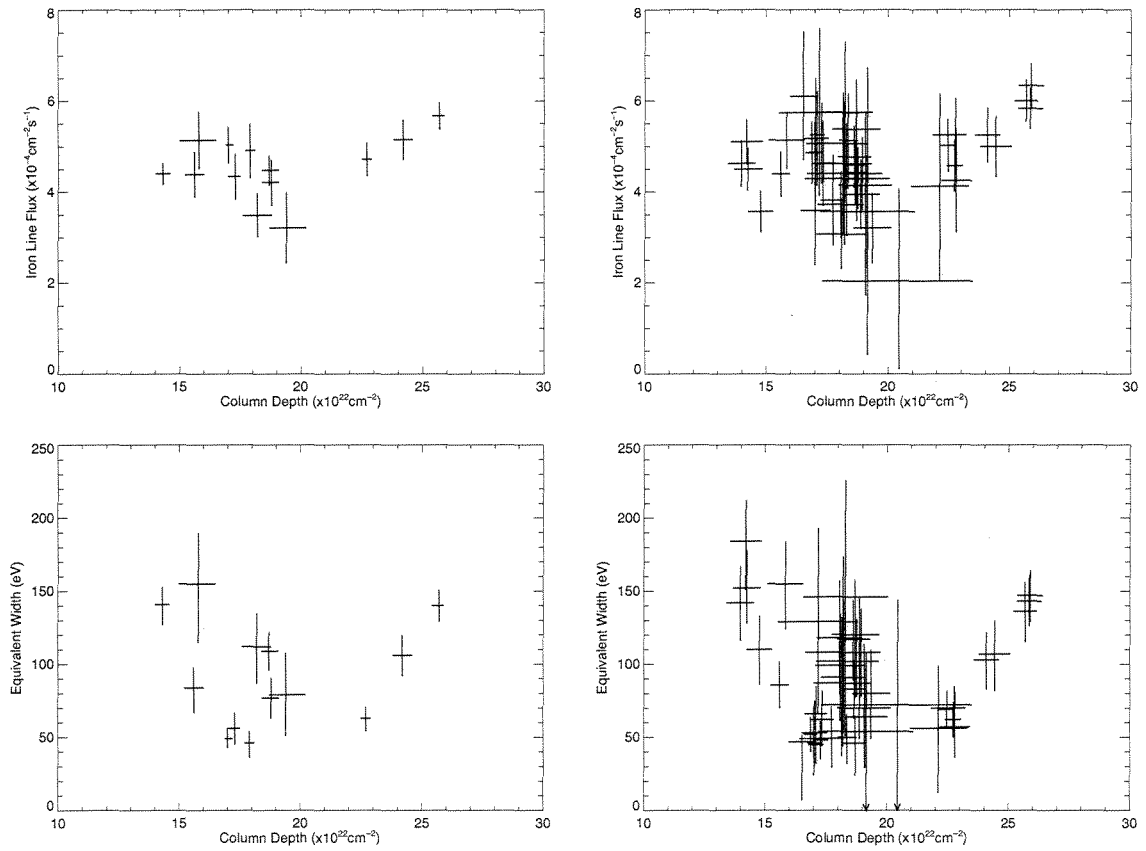 8
6
4
2
0
Iron Line Flux (x10⁻⁴cm⁻²s⁻¹)
10 15 20 25 30
Column Depth (x10²²cm⁻²)
8
6
4
2
0
Iron Line Flux (x10⁻⁴cm⁻²s⁻¹)
10 15 20 25 30
Column Depth (x10²²cm⁻²)
250
200
150
100
50
0
Equivalent Width (eV)
10 15 20 25 30
Column Depth (x10²²cm⁻²)
250
200
150
100
50
0
Equivalent Width (eV)
10 15 20 25 30
Column Depth (x10²²cm⁻²)